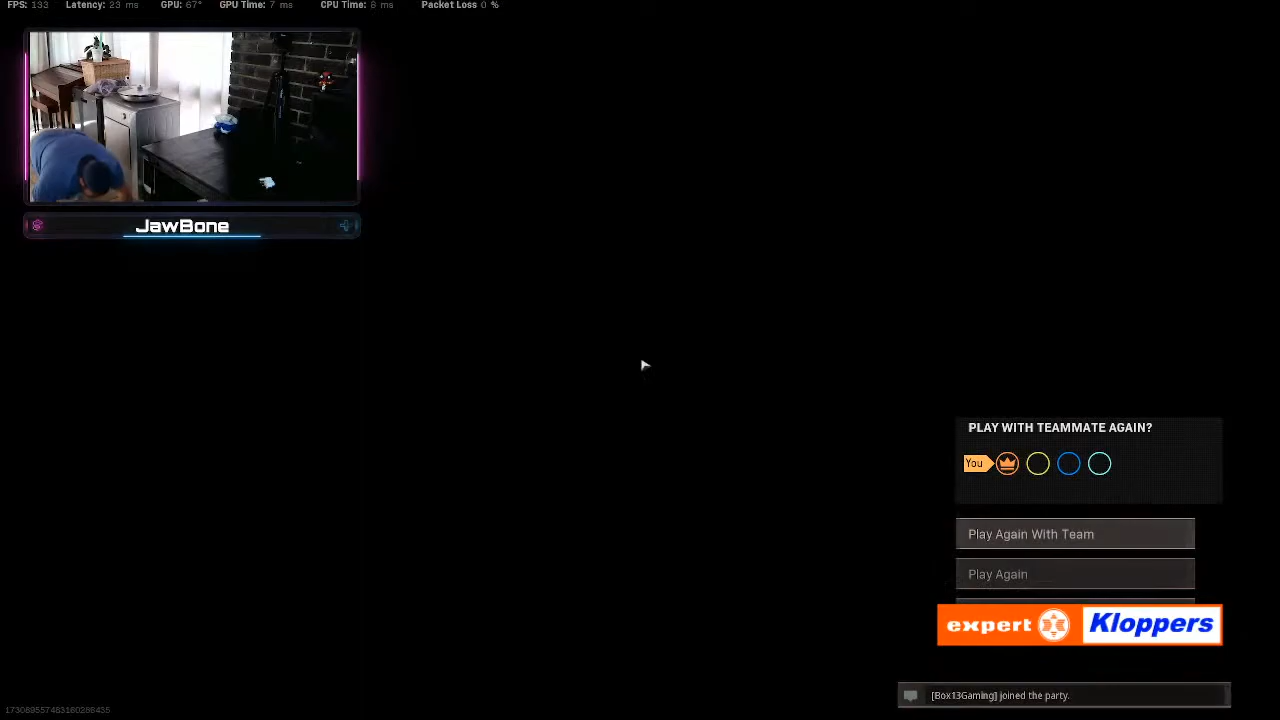 FPS: 133 Latency: 23 ms GPU: 67° GPU Time: 7 ms CPU Time: 8 ms Packet Loss 0 %
JawBone
PLAY WITH TEAMMATE AGAIN?
You
Play Again With Team
Play Again
expert Kloppers
[Box13Gaming] joined the party.